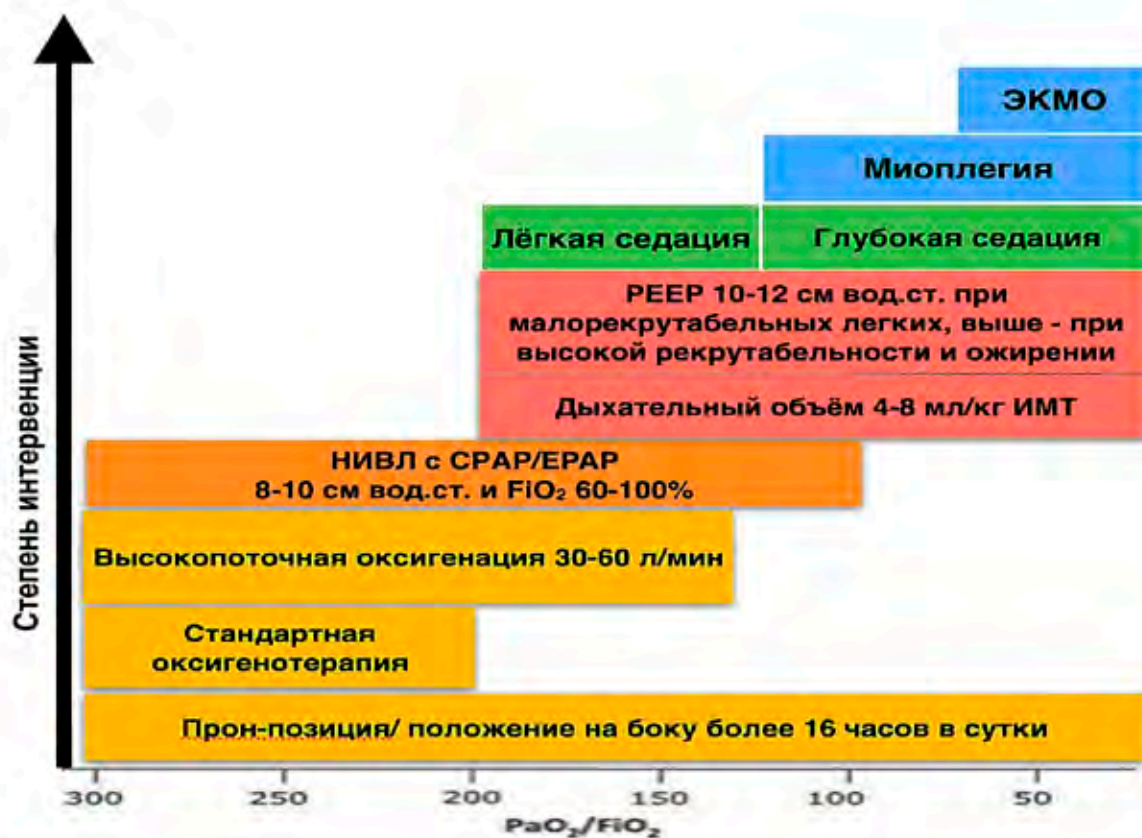 ЭКМО
Миоплегия
Лёгкая седация
Глубокая седация
PEEP 10-12 см вод.ст. при
малорекрутабельных легких, выше - при
высокой рекрутабельности и ожирении
Дыхательный объём 4-8 мл/кг ИМТ
НИВЛ с CPAP/EPAP
8-10 см вод.ст. и FiO₂ 60-100%
Высокопоточная оксигенация 30-60 л/мин
Стандартная
оксигенотерапия
Прон-позиция/ положение на боку более 16 часов в сутки
Степень интервенции
300 250 200 150 100 50
PaO₂/FiO₂